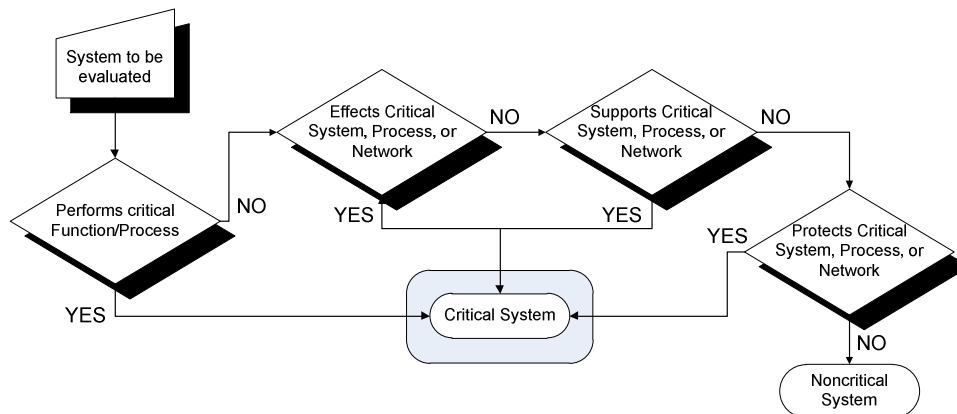 System to be
evaluated
Performs critical
Function/Process
NO
YES
Effects Critical
System, Process, or
Network
NO
YES
Supports Critical
System, Process, or
Network
NO
YES
Protects Critical
System, Process, or
Network
YES
NO
Critical System
Noncritical
System